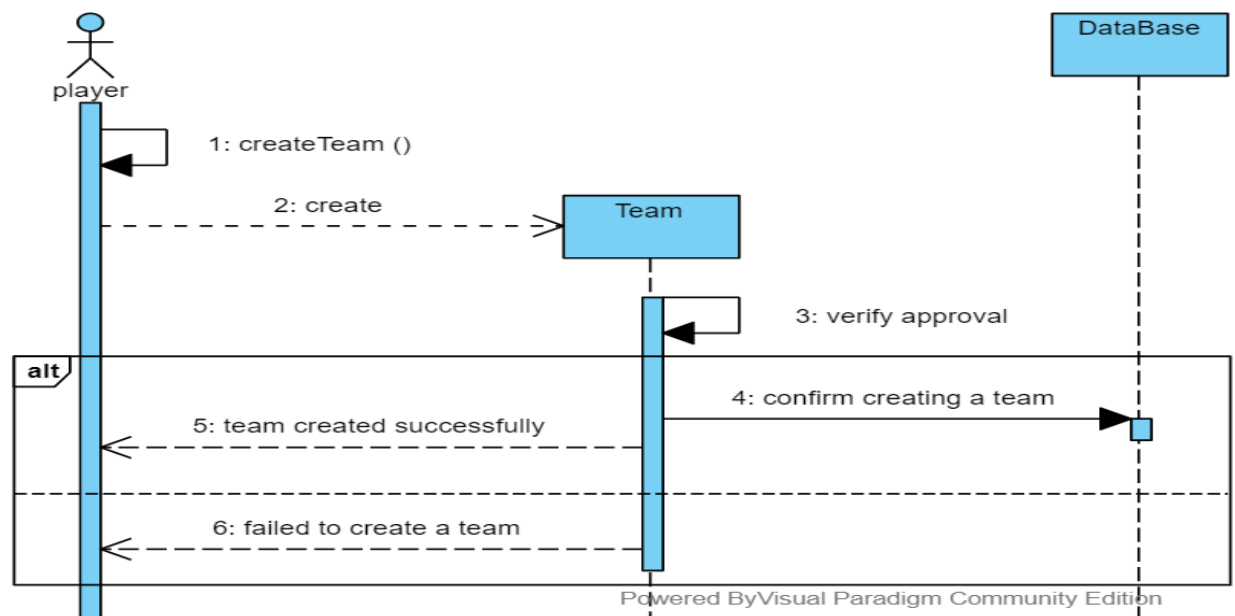 DataBase
player
1: createTeam ()
2: create
Team
3: verify approval
alt
4: confirm creating a team
5: team created successfully
6: failed to create a team
Powered ByVisual Paradigm Community Edition